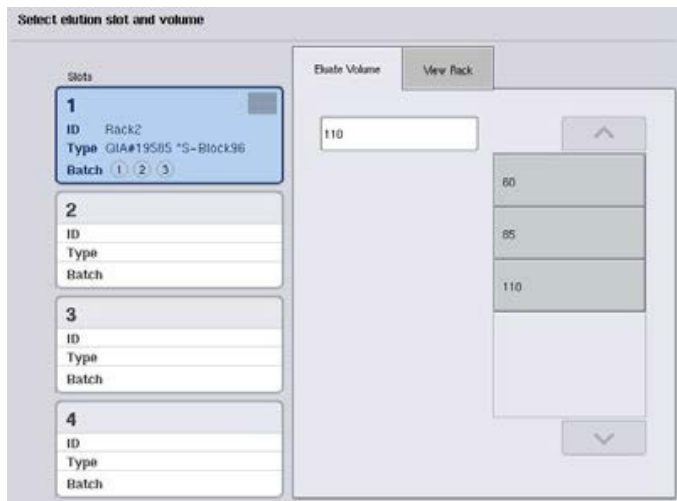 Select elution slot and volume
Slots
1
ID Rack2
Type QIA#19585 *S-Block96
Batch 1 2 3
2
ID
Type
Batch
3
ID
Type
Batch
4
ID
Type
Batch
Eluate Volume
View Rack
110
60
85
110